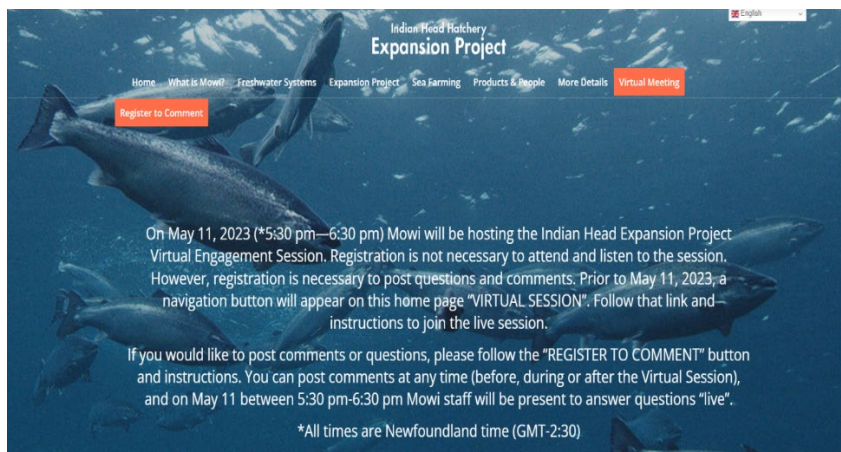 English
Indian Head Hatchery
Expansion Project
Home What is Mowi? Freshwater Systems Expansion Project Sea Farming Products & People More Details Virtual Meeting
Register to Comment
On May 11, 2023 (*5:30 pm—6:30 pm) Mowi will be hosting the Indian Head Expansion Project
Virtual Engagement Session. Registration is not necessary to attend and listen to the session.
However, registration is necessary to post questions and comments. Prior to May 11, 2023, a
navigation button will appear on this home page “VIRTUAL SESSION”. Follow that link and
instructions to join the live session.
If you would like to post comments or questions, please follow the “REGISTER TO COMMENT” button
and instructions. You can post comments at any time (before, during or after the Virtual Session),
and on May 11 between 5:30 pm-6:30 pm Mowi staff will be present to answer questions “live”.
*All times are Newfoundland time (GMT-2:30)